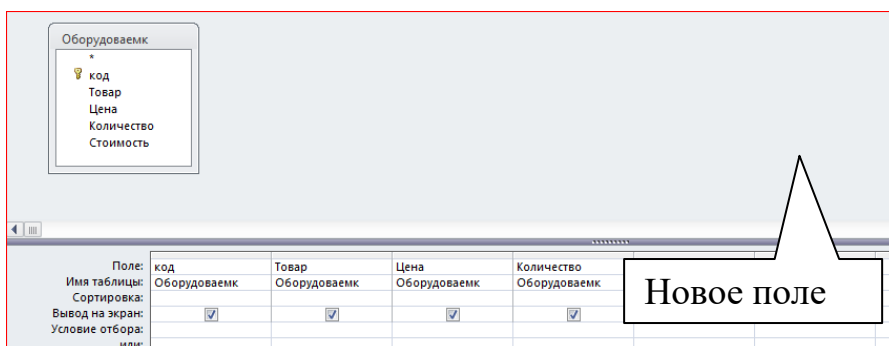 Оборудоваемк
*
код
Товар
Цена
Количество
Стоимость
Поле: код Товар Цена Количество
Имя таблицы: Оборудоваемк Оборудоваемк Оборудоваемк Оборудоваемк
Сортировка:
Вывод на экран:
Условие отбора:
или:
Новое поле